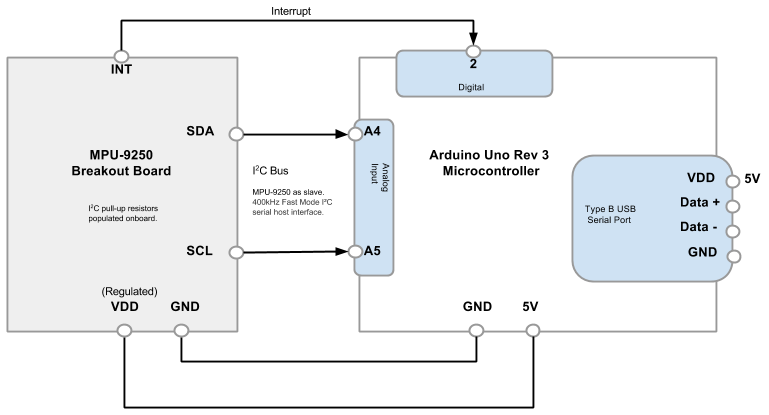 Interrupt
INT
2
Digital
SDA
A4
MPU-9250
Breakout Board
I²C Bus
Analog
Input
Arduino Uno Rev 3
Microcontroller
MPU-9250 as slave.
400kHz Fast Mode I²C
serial host interface.
I²C pull-up resistors
populated onboard.
VDD
5V
Data +
Type B USB
Serial Port
Data -
GND
SCL
A5
(Regulated)
VDD
GND
GND
5V